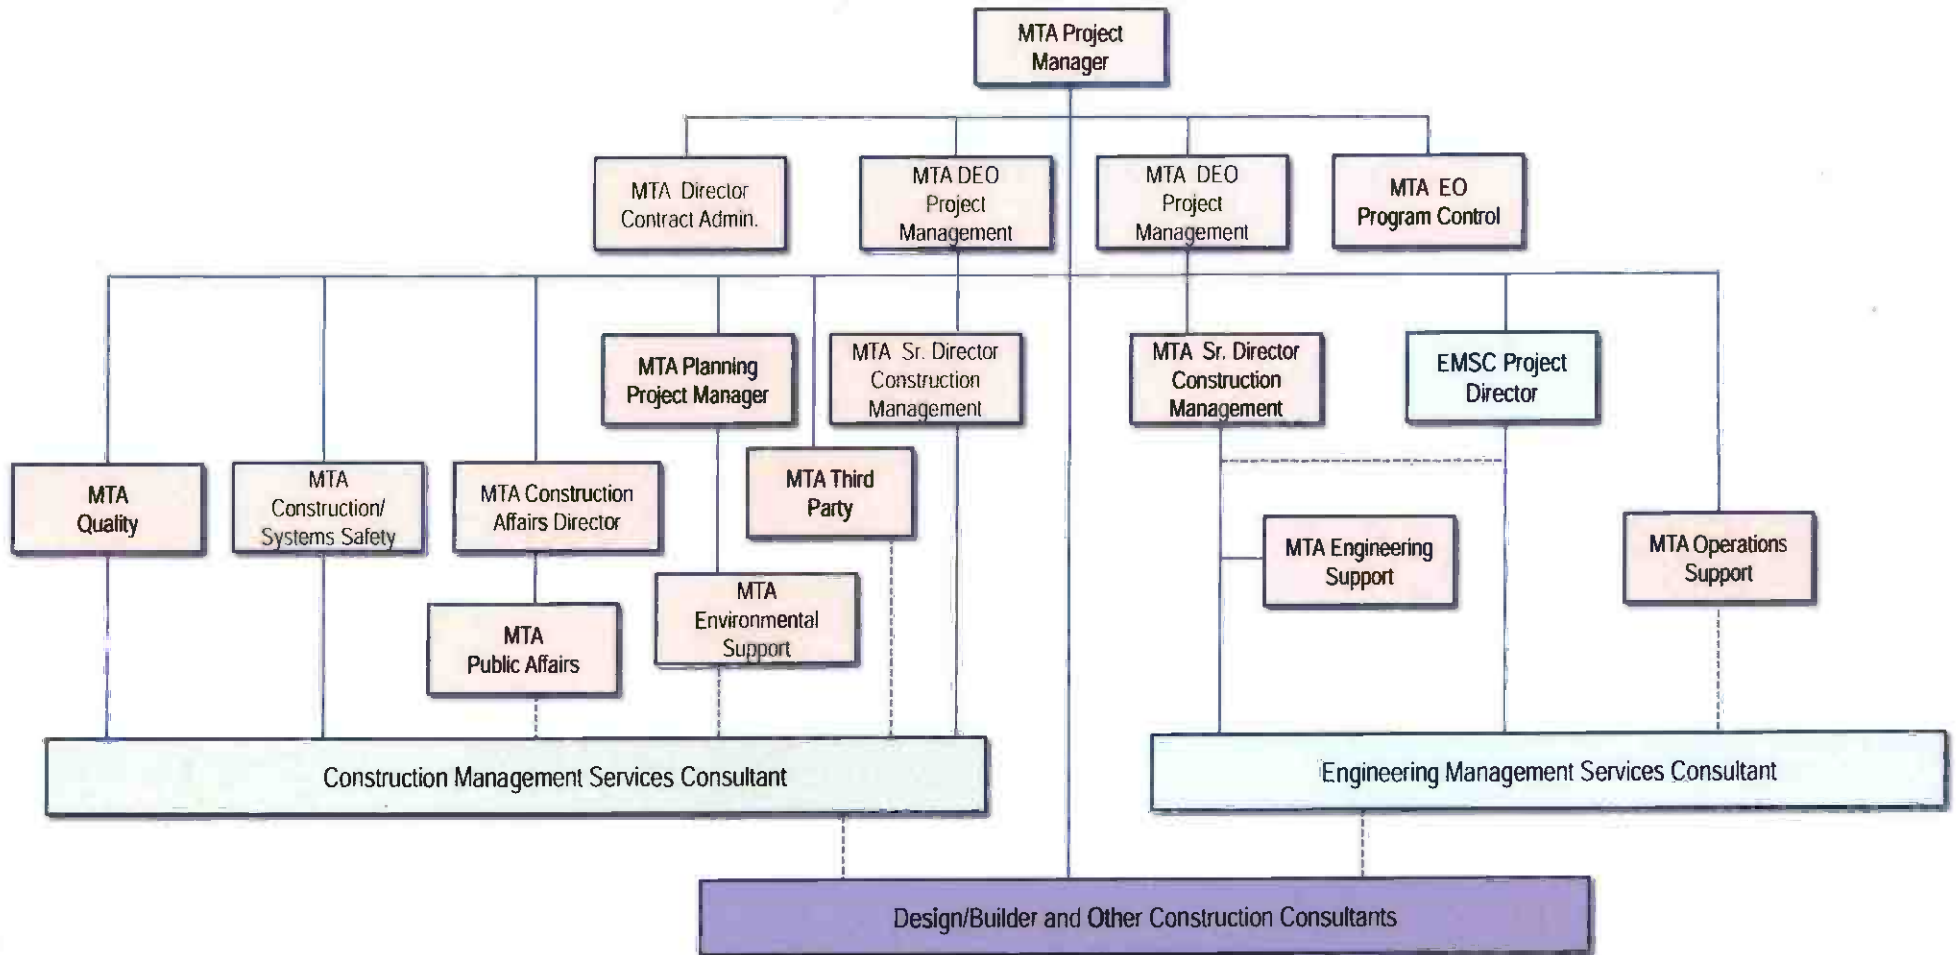 MTA Project
Manager
MTA Director
Contract Admin.
MTA DEO
Project
Management
MTA DEO
Project
Management
MTA EO
Program Control
MTA Planning
Project Manager
MTA Sr. Director
Construction
Management
MTA Sr. Director
Construction
Management
EMSC Project
Director
MTA
Quality
MTA
Construction/
Systems Safety
MTA Construction
Affairs Director
MTA Third
Party
MTA Engineering
Support
MTA Operations
Support
MTA
Public Affairs
MTA
Environmental
Support
Construction Management Services Consultant
Engineering Management Services Consultant
Design/Builder and Other Construction Consultants